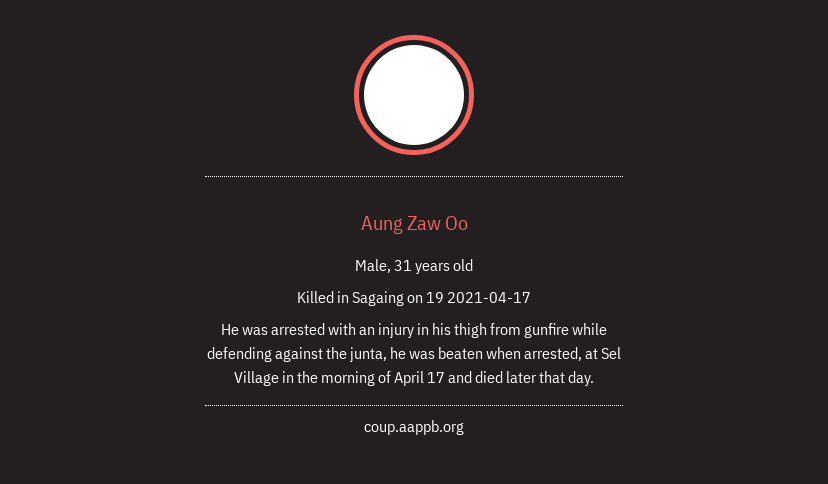 Aung Zaw Oo
Male, 31 years old
Killed in Sagaing on 19 2021-04-17
He was arrested with an injury in his thigh from gunfire while
defending against the junta, he was beaten when arrested, at Sel
Village in the morning of April 17 and died later that day.
coup.aappb.org